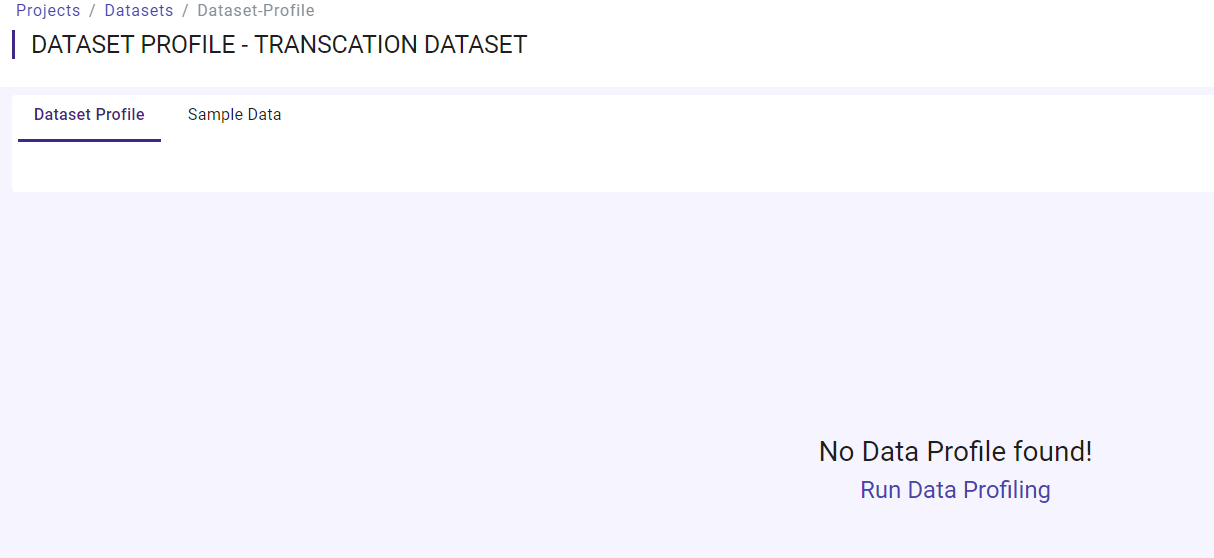 Projects / Datasets / Dataset-Profile
DATASET PROFILE - TRANSCATION DATASET
Dataset Profile Sample Data
No Data Profile found!
Run Data Profiling